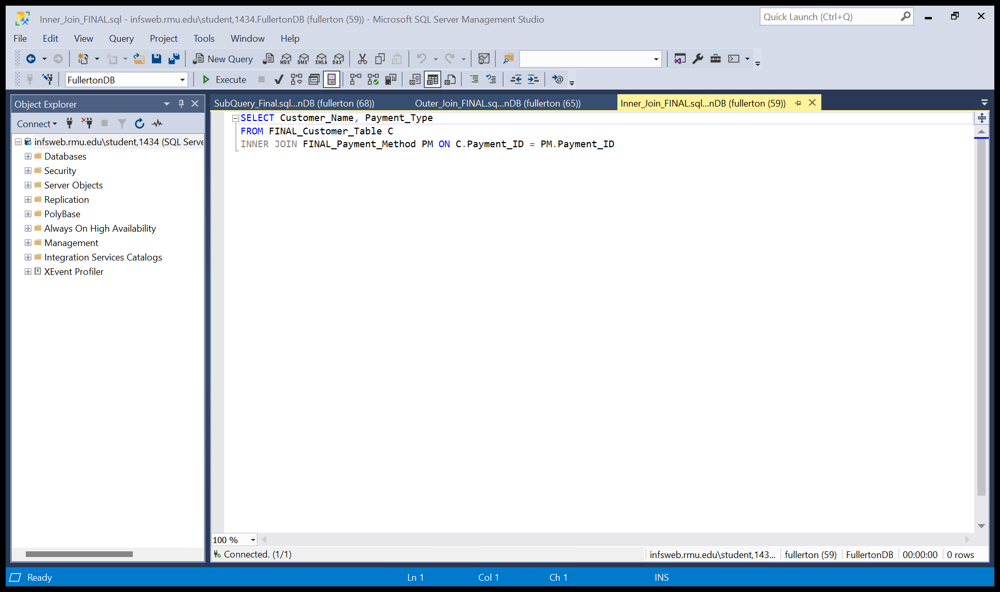 Inner_Join_FINAL.sql - infsweb.rmu.edu\student,1434.FullertonDB (fullerton (59)) - Microsoft SQL Server Management Studio
Quick Launch (Ctrl+Q)
File Edit View Query Project Tools Window Help
New Query MDX DMX XMLA DAX
FullertonDB Execute
Object Explorer
Connect
infsweb.rmu.edu\student,1434 (SQL Serve
Databases
Security
Server Objects
Replication
PolyBase
Always On High Availability
Management
Integration Services Catalogs
XEvent Profiler
SubQuery_Final.sql...nDB (fullerton (68)) Outer_Join_FINAL.sq...nDB (fullerton (65)) Inner_Join_FINAL.sql...nDB (fullerton (59))
SELECT Customer_Name, Payment_Type
FROM FINAL_Customer_Table C
INNER JOIN FINAL_Payment_Method PM ON C.Payment_ID = PM.Payment_ID
100 %
Connected. (1/1) infsweb.rmu.edu\student,143... fullerton (59) FullertonDB 00:00:00 0 rows
Ready Ln 1 Col 1 Ch 1 INS